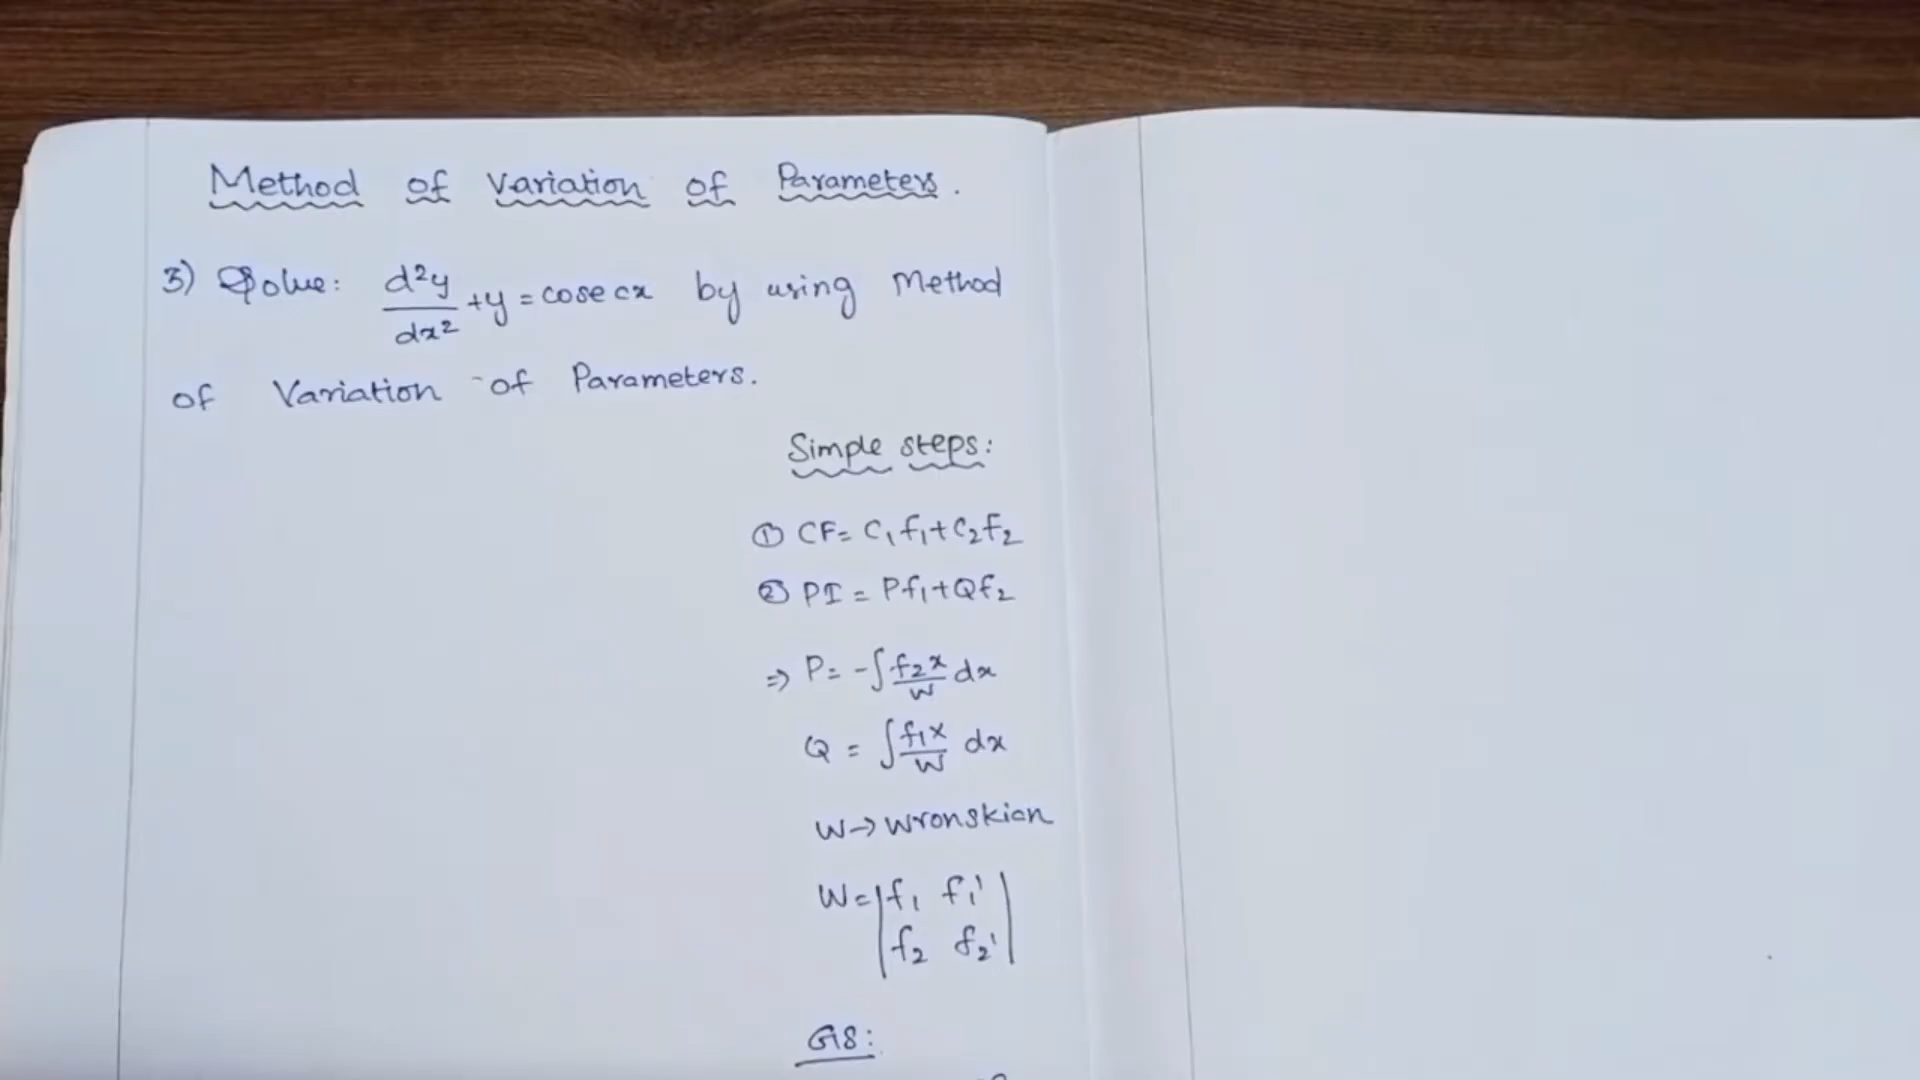 Method of Variation of Parameters.
3) Solve: d²y/dx² + y = cosecx by using Method
of Variation of Parameters.
Simple steps:
① CF = C₁f₁+C₂f₂
② PI = Pf₁+Qf₂
⇒ P = -∫ f₂x/W dx
Q = ∫ f₁x/W dx
W → Wronskian
W = |f₁ f₁'|
|f₂ f₂'|
GS: